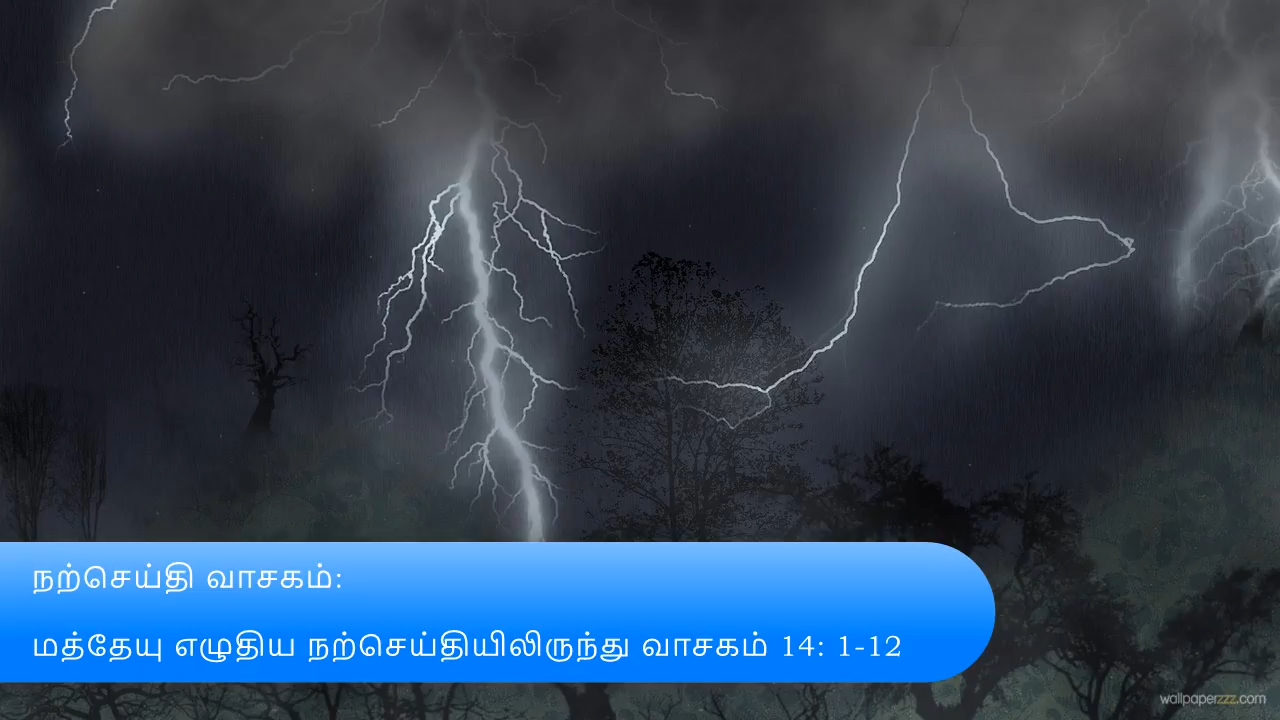 நற்செய்தி வாசகம்:
மத்தேயு எழுதிய நற்செய்தியிலிருந்து வாசகம் 14: 1-12
wallpaperzzz.com